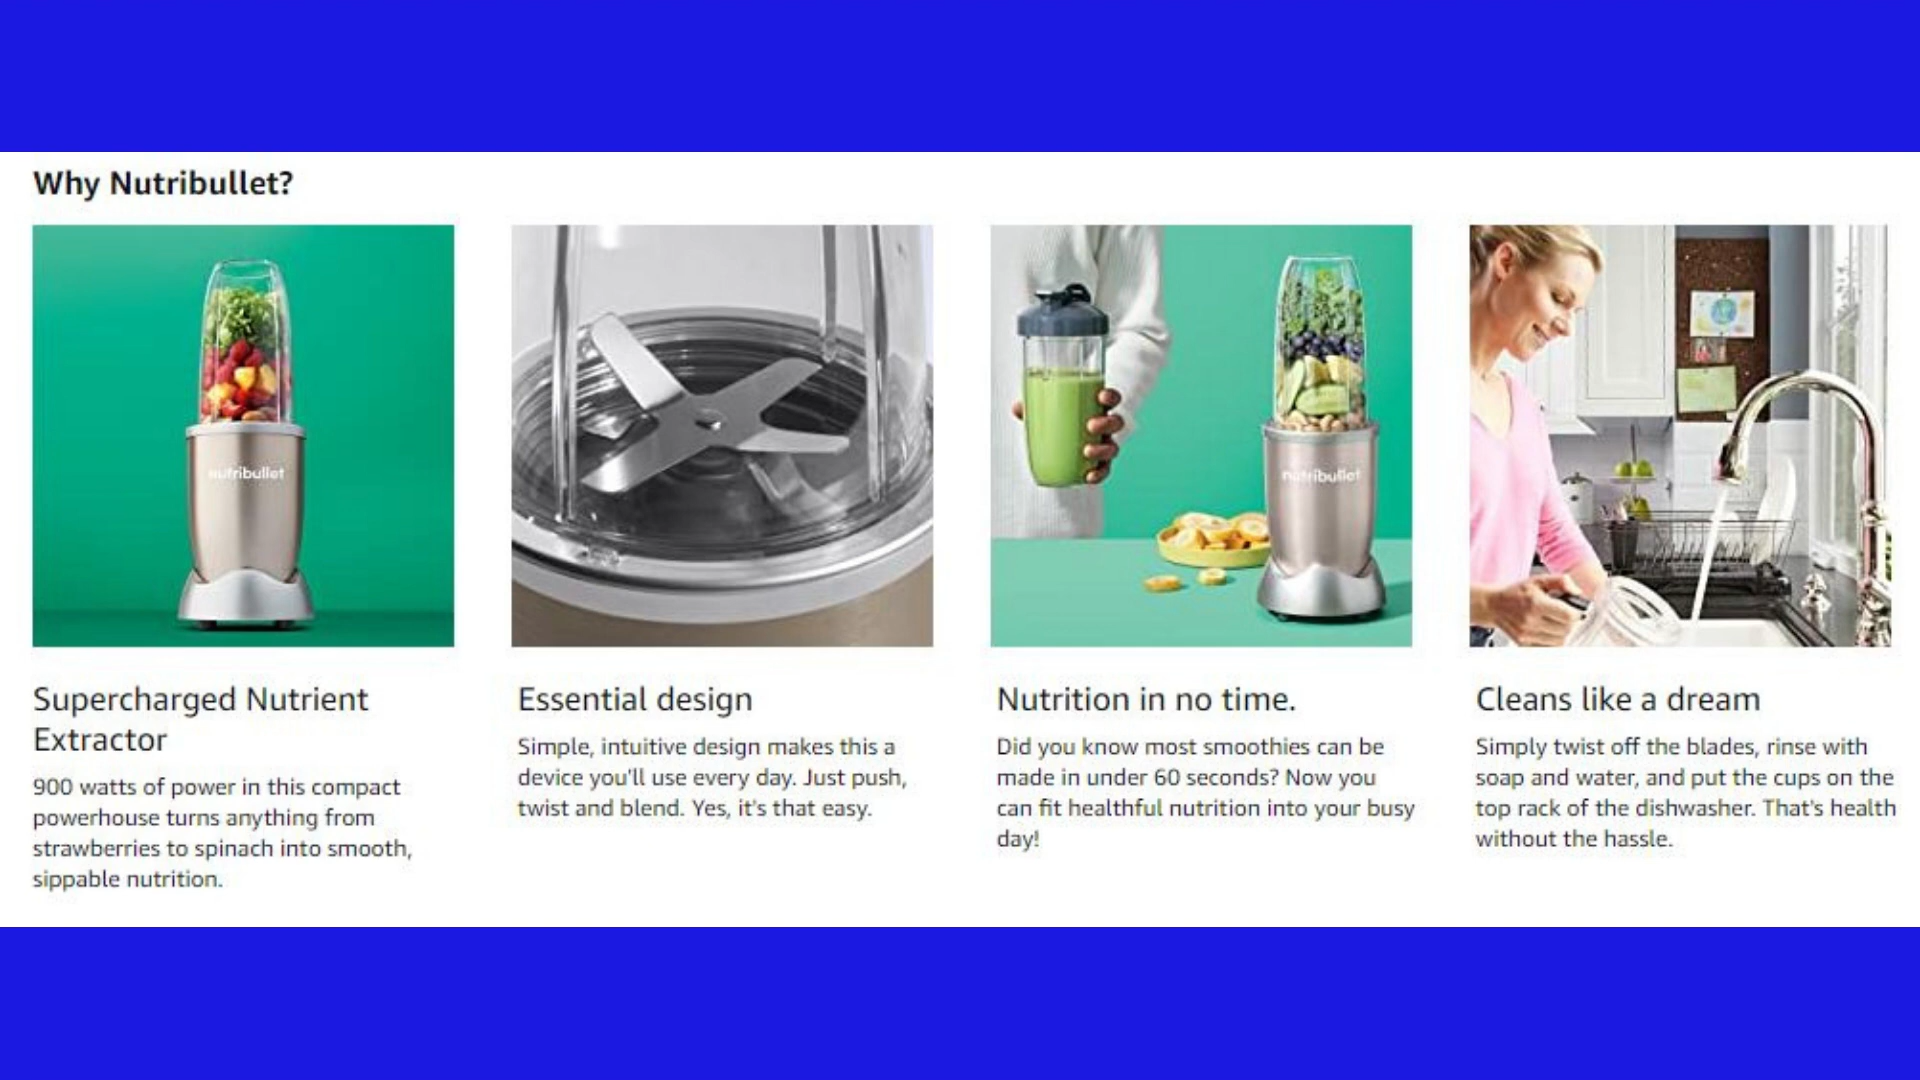 Why Nutribullet?
nutribullet
nutribullet
Supercharged Nutrient
Extractor
900 watts of power in this compact
powerhouse turns anything from
strawberries to spinach into smooth,
sippable nutrition.
Essential design
Simple, intuitive design makes this a
device you'll use every day. Just push,
twist and blend. Yes, it's that easy.
Nutrition in no time.
Did you know most smoothies can be
made in under 60 seconds? Now you
can fit healthful nutrition into your busy
day!
Cleans like a dream
Simply twist off the blades, rinse with
soap and water, and put the cups on the
top rack of the dishwasher. That's health
without the hassle.